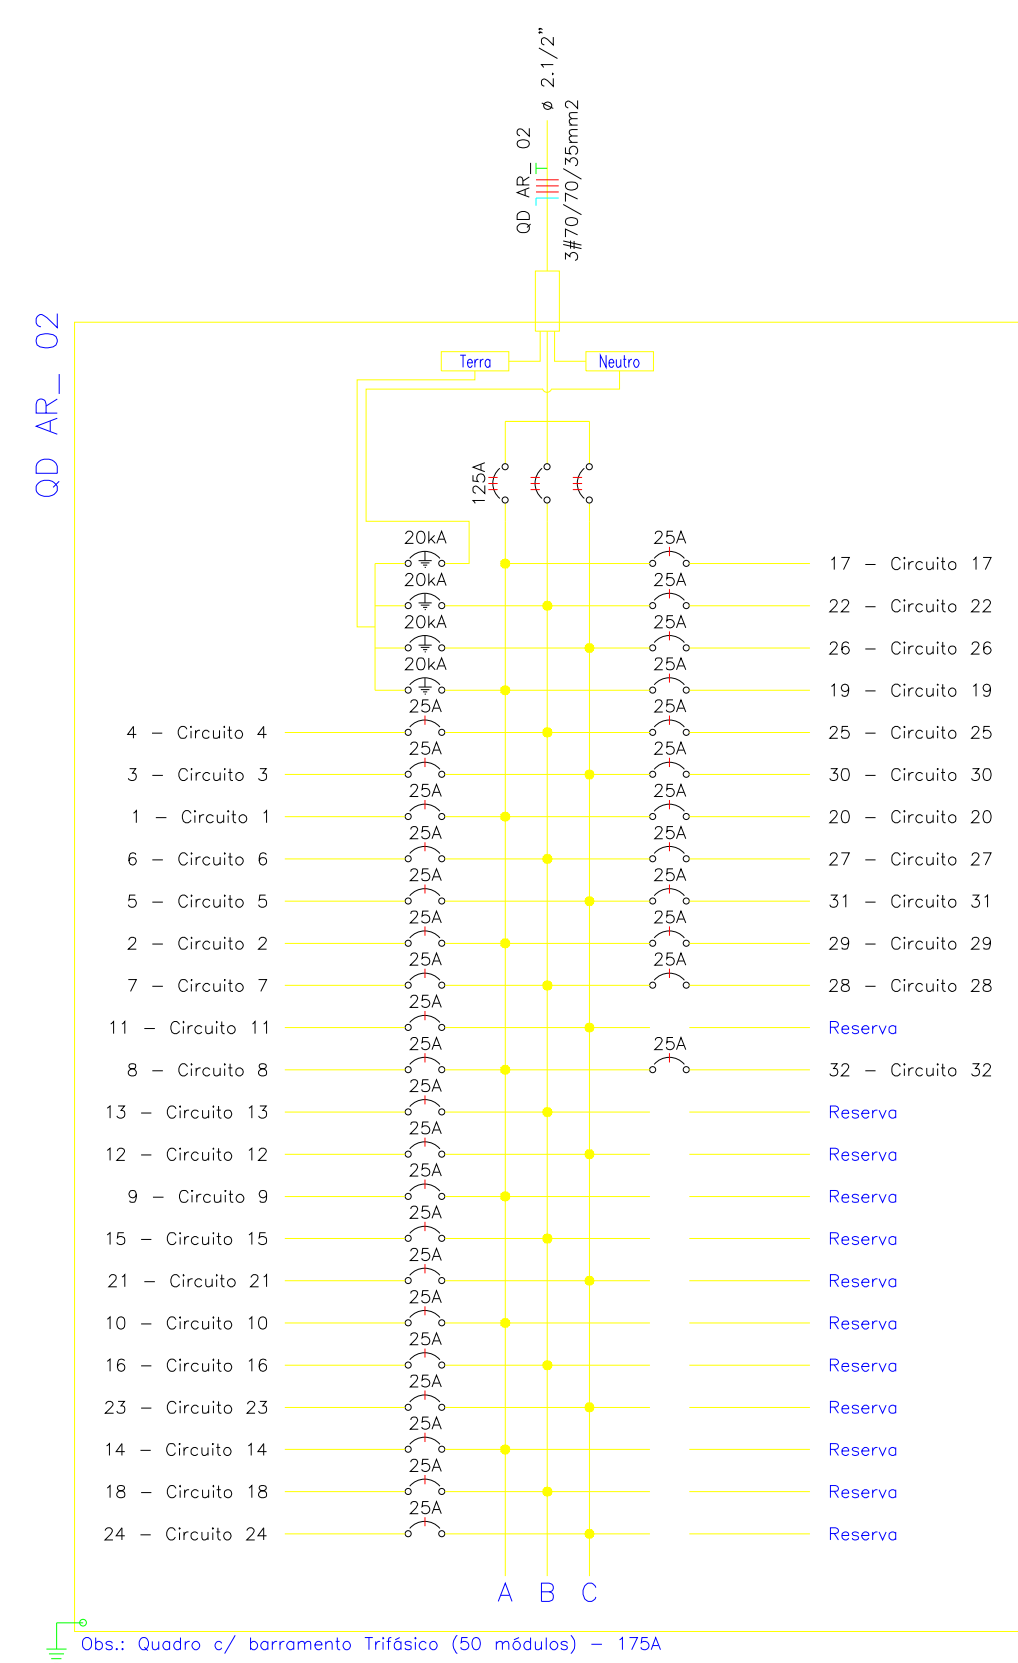 ø 2.1/2"
QD AR_ 02
3#70/70/35mm2
QD AR_ 02
Terra
Neutro
125A
20kA
25A
17 - Circuito 17
20kA
25A
22 - Circuito 22
20kA
25A
26 - Circuito 26
20kA
25A
19 - Circuito 19
4 - Circuito 4
25A
25A
25 - Circuito 25
3 - Circuito 3
25A
25A
30 - Circuito 30
1 - Circuito 1
25A
25A
20 - Circuito 20
6 - Circuito 6
25A
25A
27 - Circuito 27
5 - Circuito 5
25A
25A
31 - Circuito 31
2 - Circuito 2
25A
25A
29 - Circuito 29
7 - Circuito 7
25A
25A
28 - Circuito 28
11 - Circuito 11
25A
Reserva
8 - Circuito 8
25A
25A
32 - Circuito 32
13 - Circuito 13
25A
Reserva
12 - Circuito 12
25A
Reserva
9 - Circuito 9
25A
Reserva
15 - Circuito 15
25A
Reserva
21 - Circuito 21
25A
Reserva
10 - Circuito 10
25A
Reserva
16 - Circuito 16
25A
Reserva
23 - Circuito 23
25A
Reserva
14 - Circuito 14
25A
Reserva
18 - Circuito 18
25A
Reserva
24 - Circuito 24
25A
Reserva
A B C
Obs.: Quadro c/ barramento Trifásico (50 módulos) - 175A